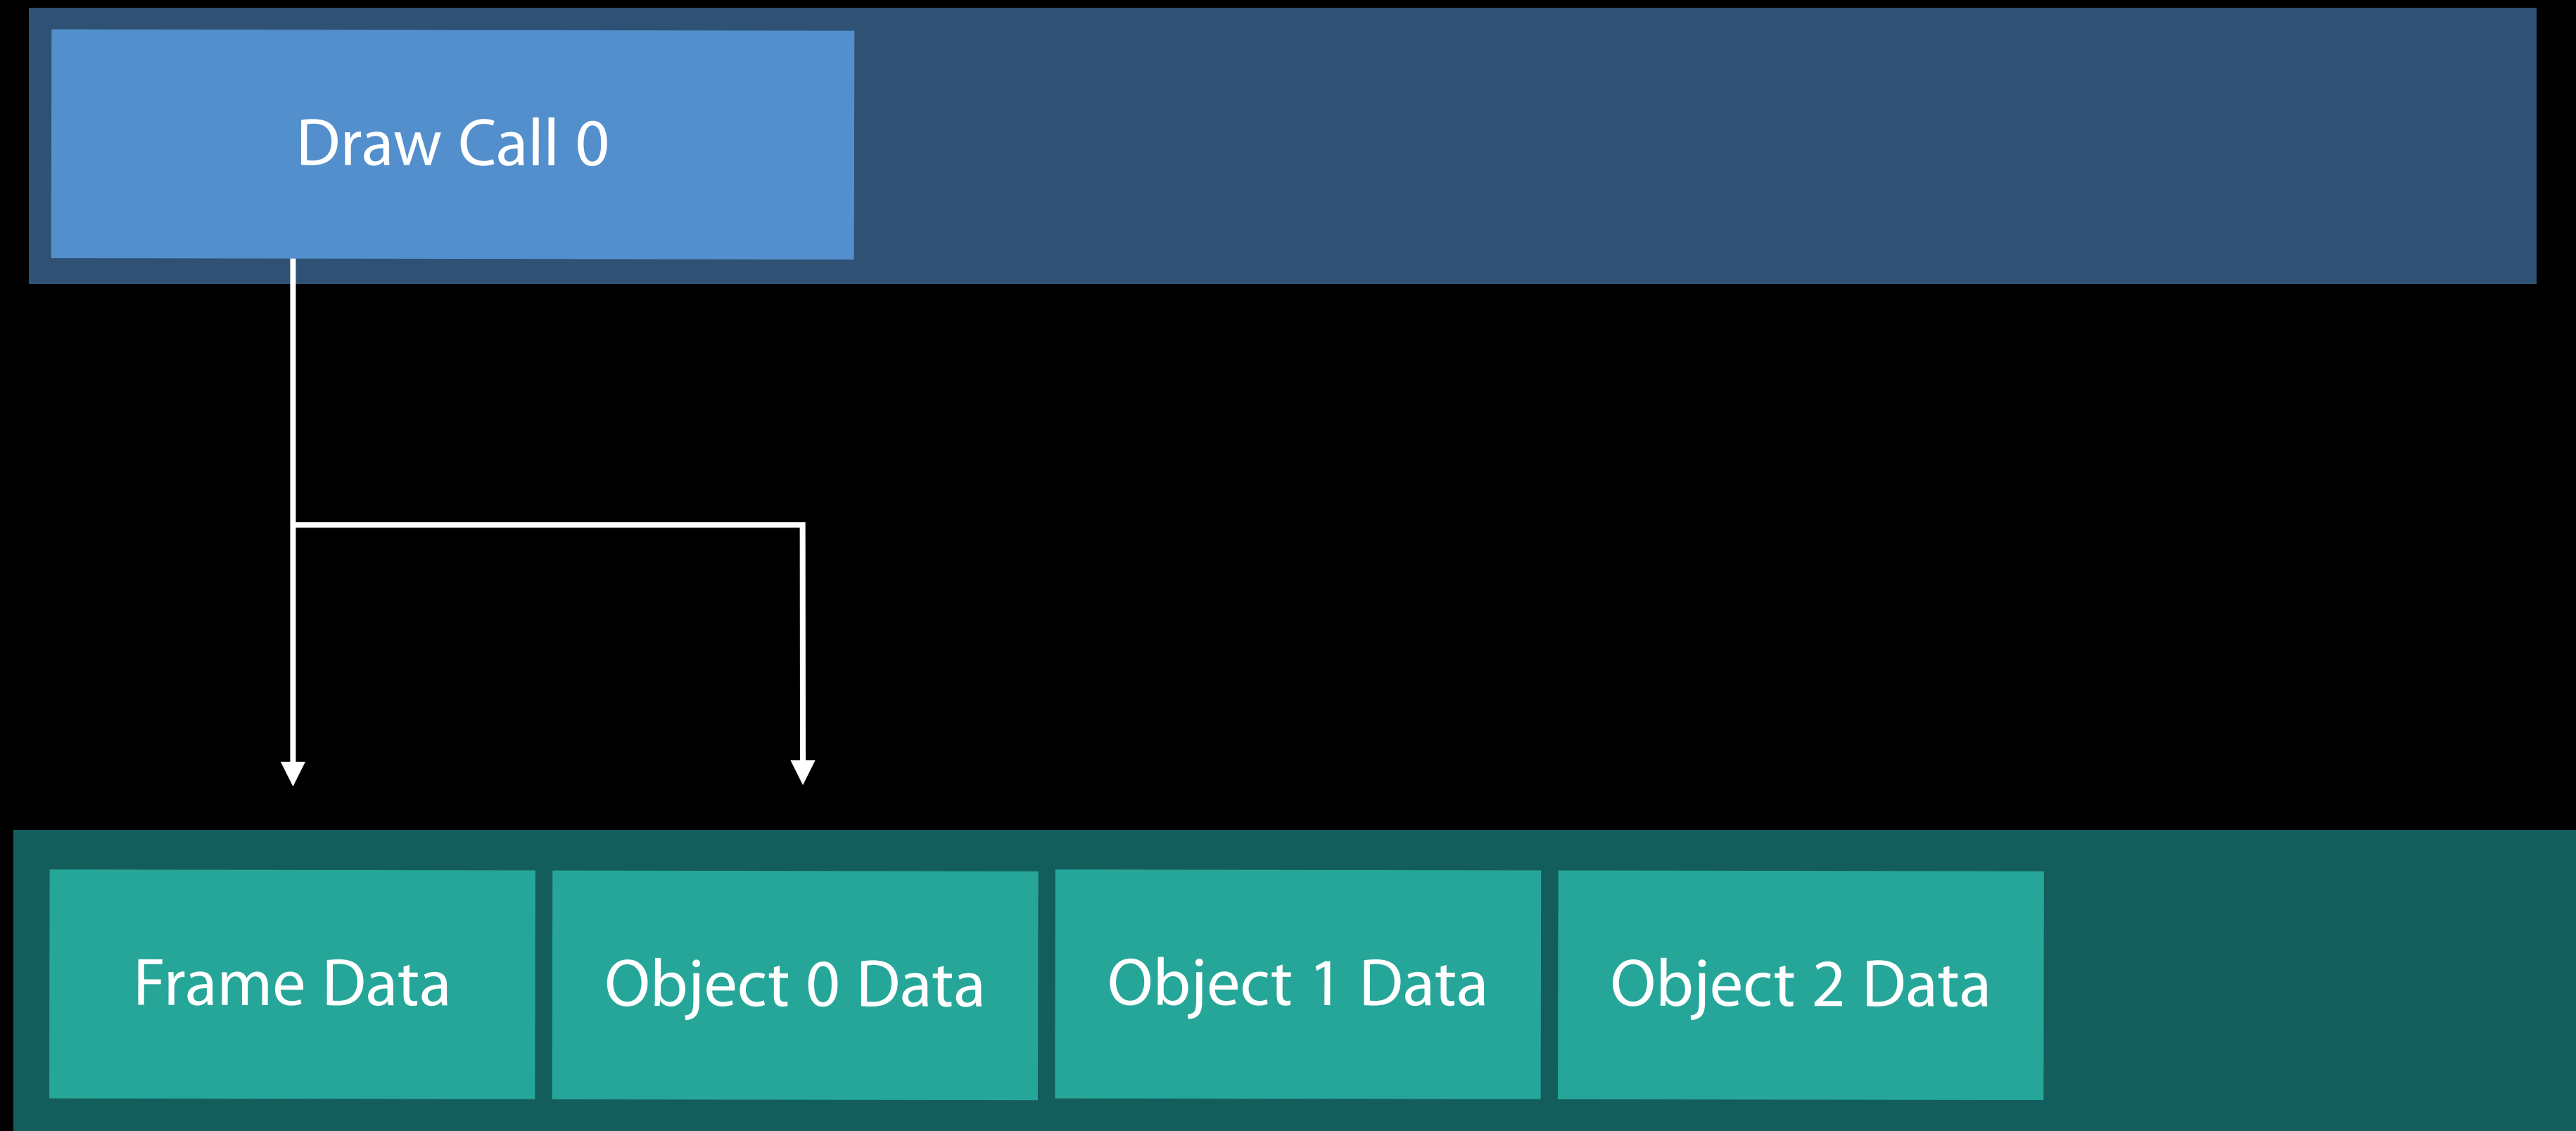 Draw Call 0
Frame Data
Object 0 Data
Object 1 Data
Object 2 Data